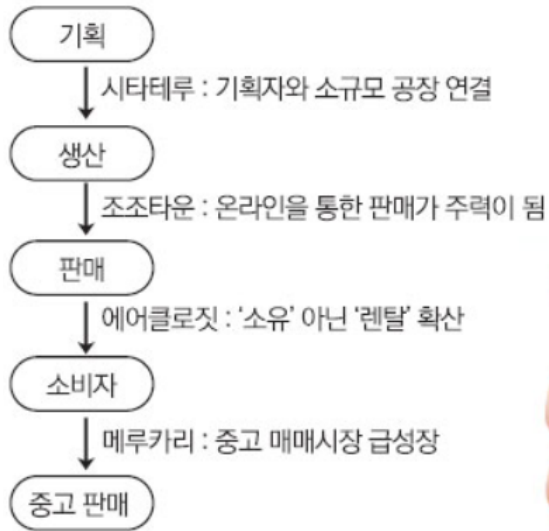 기획
시타테루 : 기획자와 소규모 공장 연결
생산
조조타운 : 온라인을 통한 판매가 주력이 됨
판매
에어클로짓 : ‘소유’ 아닌 ‘렌탈’ 확산
소비자
메루카리 : 중고 매매시장 급성장
중고 판매